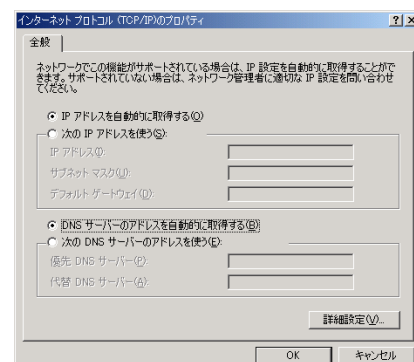 インターネット プロトコル (TCP/IP)のプロパティ
全般
ネットワークでこの機能がサポートされている場合は、IP 設定を自動的に取得することがで
きます。サポートされていない場合は、ネットワーク管理者に適切な IP 設定を問い合わせ
てください。
IP アドレスを自動的に取得する(O)
次の IP アドレスを使う(S):
IP アドレス(I):
サブネット マスク(U):
デフォルト ゲートウェイ(D):
DNS サーバーのアドレスを自動的に取得する(B)
次の DNS サーバーのアドレスを使う(E):
優先 DNS サーバー(P):
代替 DNS サーバー(A):
詳細設定(V)...
OK
キャンセル